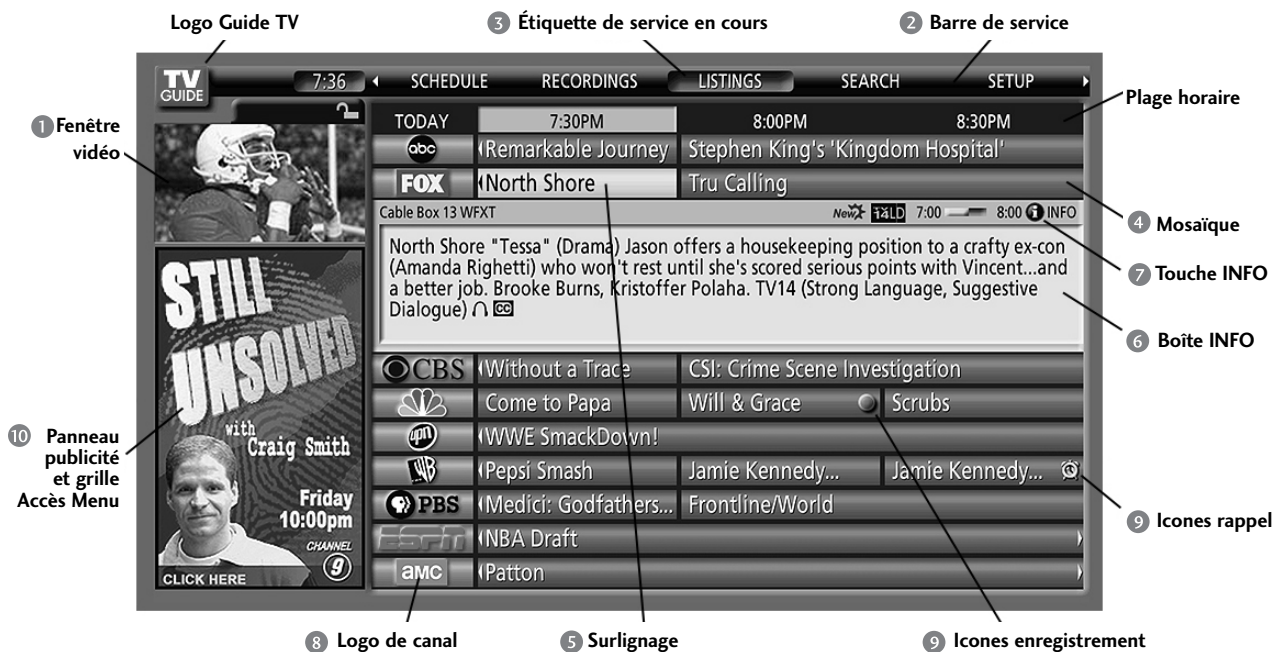 Logo Guide TV
3 Étiquette de service en cours
2 Barre de service
TV GUIDE
7:36
SCHEDULE RECORDINGS LISTINGS SEARCH SETUP
Plage horaire
1 Fenêtre
vidéo
TODAY 7:30PM 8:00PM 8:30PM
abc Remarkable Journey Stephen King's 'Kingdom Hospital'
FOX North Shore Tru Calling
4 Mosaïque
Cable Box 13 WFXT New 14LD 7:00 8:00 i INFO
7 Touche INFO
North Shore "Tessa" (Drama) Jason offers a housekeeping position to a crafty ex-con
(Amanda Righetti) who won't rest until she's scored serious points with Vincent...and
a better job. Brooke Burns, Kristoffer Polaha. TV14 (Strong Language, Suggestive
Dialogue) CC
6 Boîte INFO
STILL
UNSOLVED
with
Craig Smith
Friday
10:00pm
CHANNEL
9
CLICK HERE
10 Panneau
publicité
et grille
Accès Menu
CBS Without a Trace CSI: Crime Scene Investigation
Come to Papa Will & Grace Scrubs
upn WWE SmackDown!
WB Pepsi Smash Jamie Kennedy... Jamie Kennedy...
PBS Medici: Godfathers... Frontline/World
9 Icones rappel
ESPN NBA Draft
amc Patton
8 Logo de canal
5 Surlignage
9 Icones enregistrement